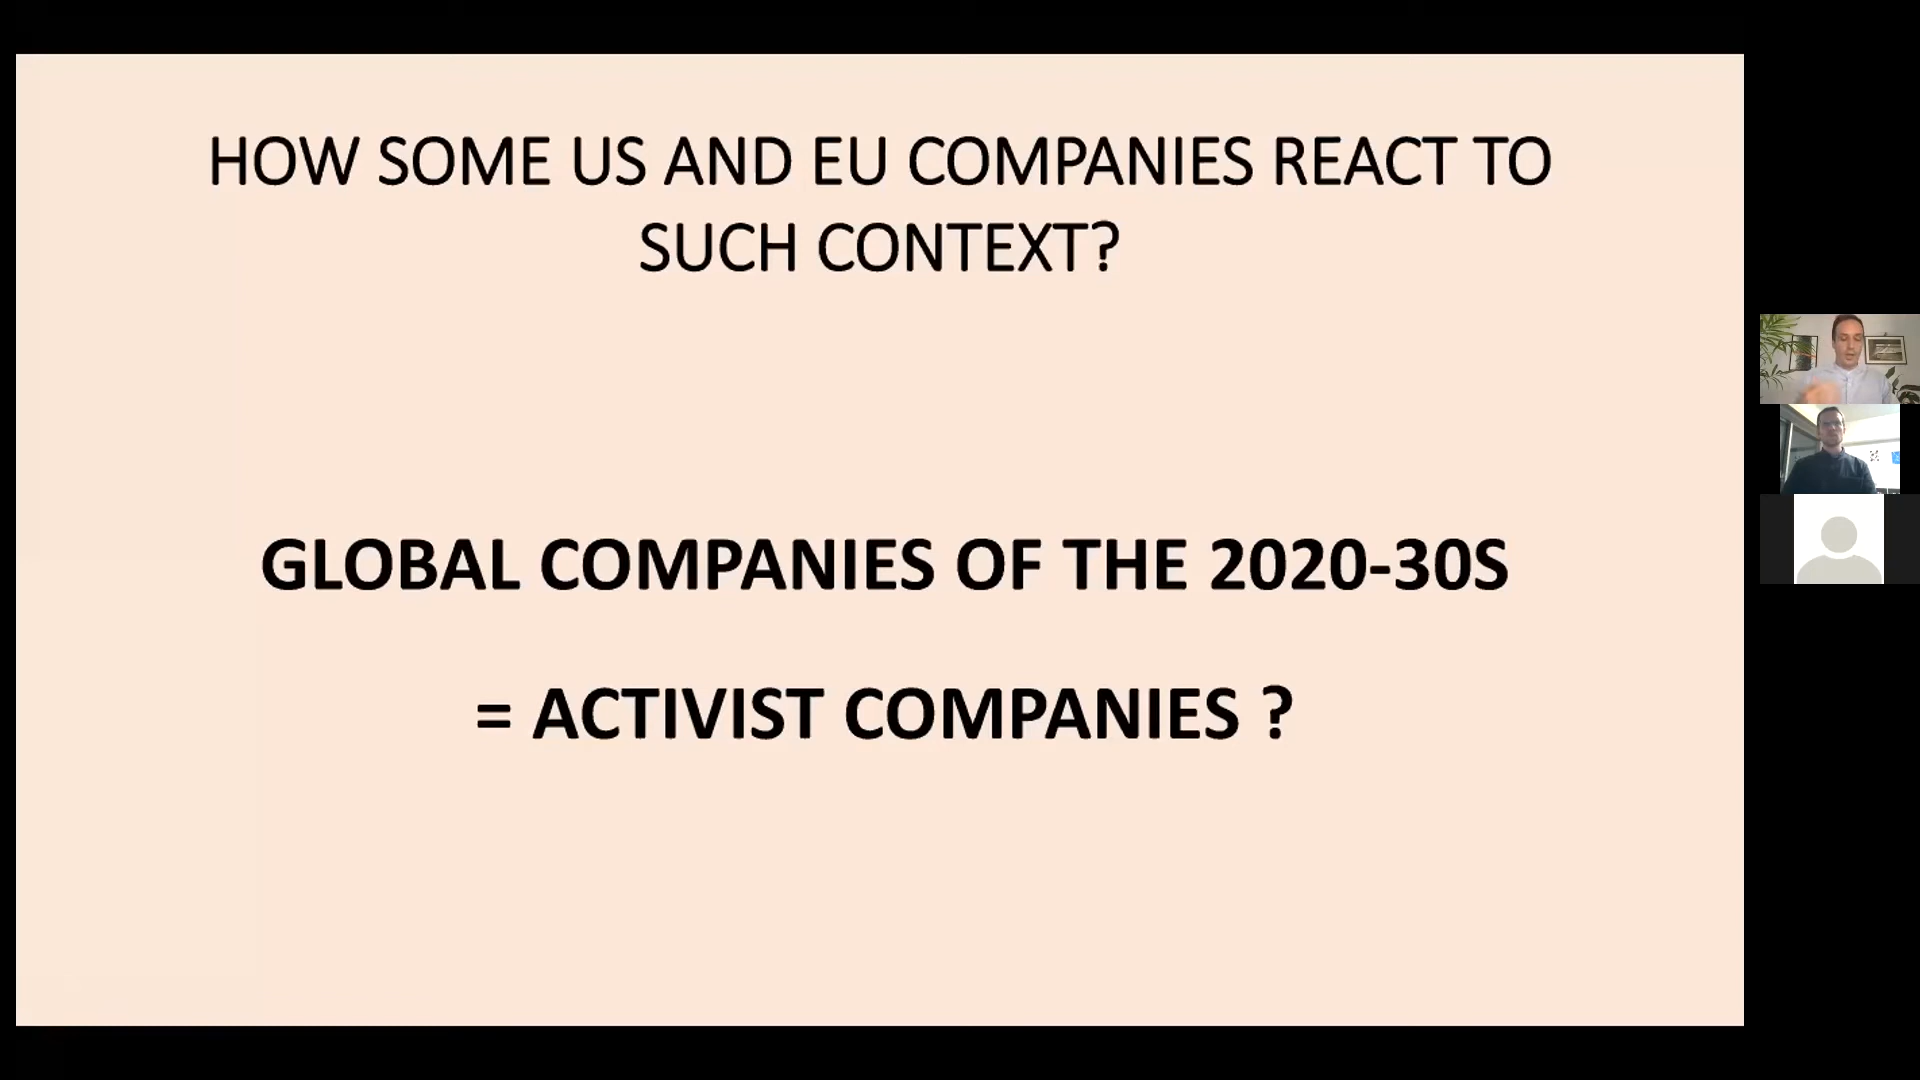 HOW SOME US AND EU COMPANIES REACT TO
SUCH CONTEXT?
GLOBAL COMPANIES OF THE 2020-30S
= ACTIVIST COMPANIES ?